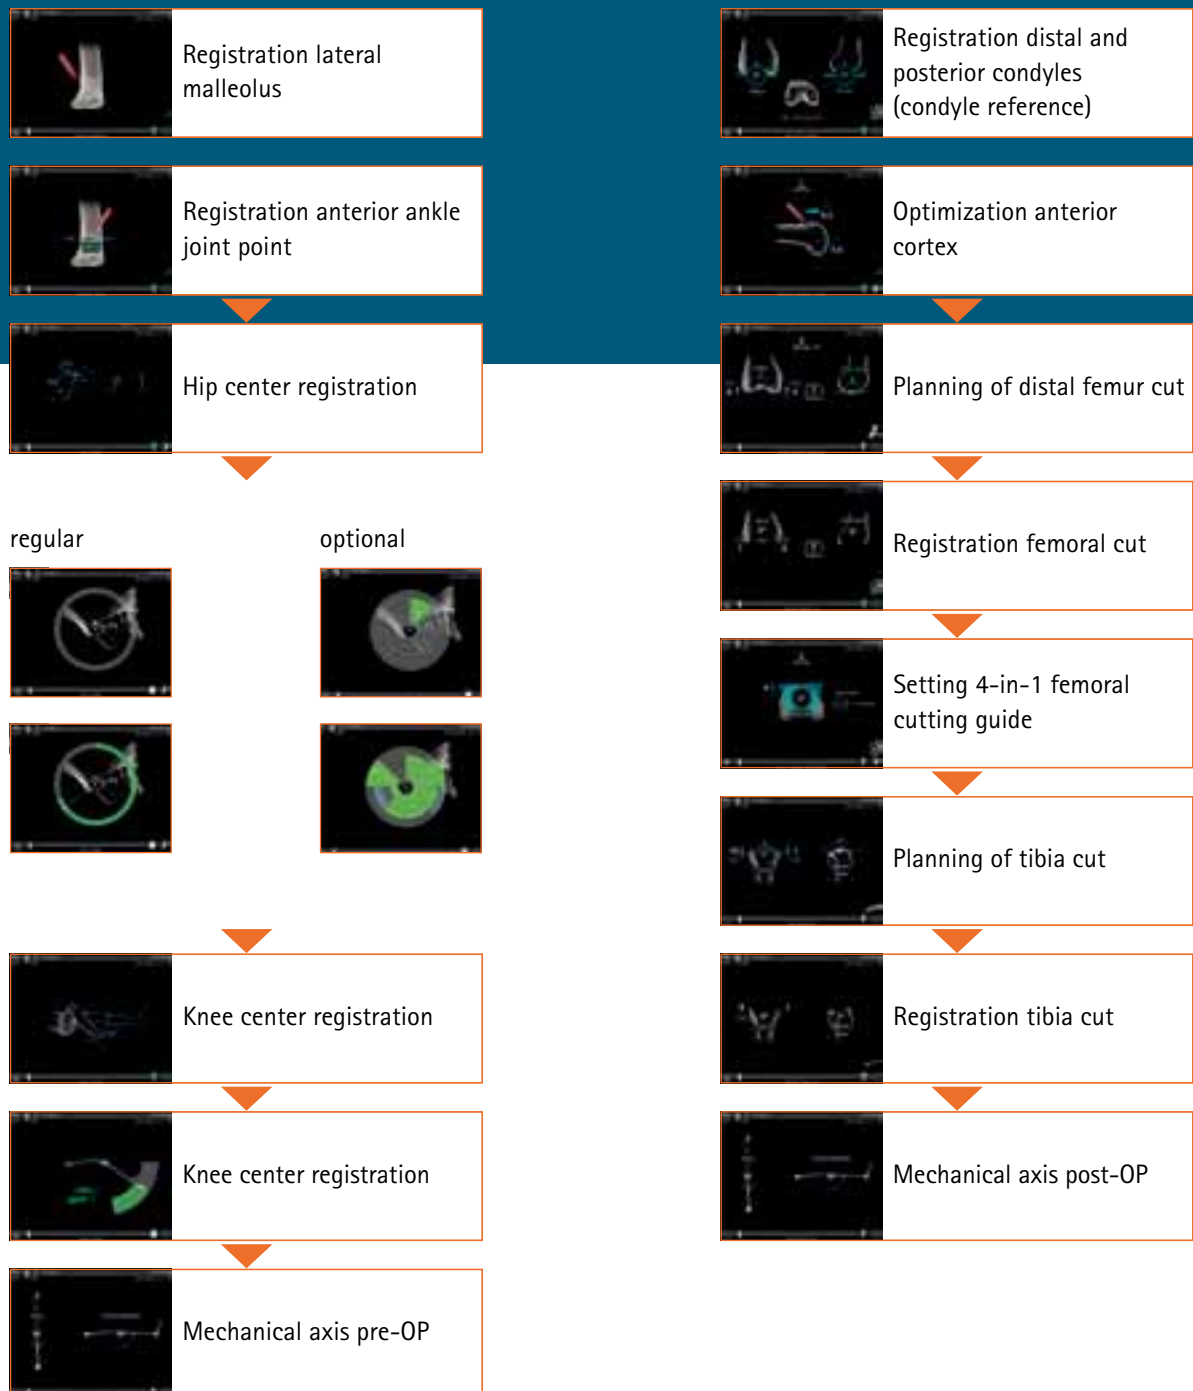 Registration lateral
malleolus
Registration anterior ankle
joint point
Hip center registration
regular
optional
Knee center registration
Knee center registration
Mechanical axis pre-OP
Registration distal and
posterior condyles
(condyle reference)
Optimization anterior
cortex
Planning of distal femur cut
Registration femoral cut
Setting 4-in-1 femoral
cutting guide
Planning of tibia cut
Registration tibia cut
Mechanical axis post-OP